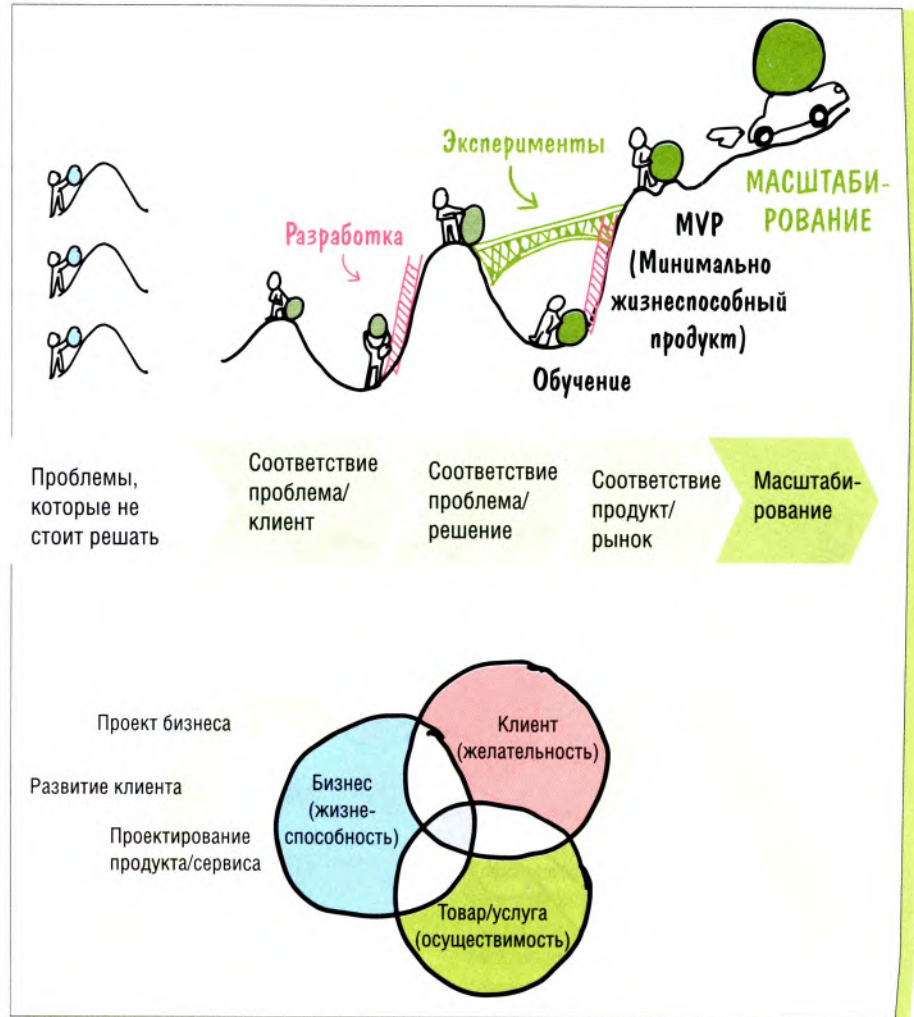 Эксперименты
Разработка
МАСШТАБИ-
РОВАНИЕ
MVP
(Минимально
жизнеспособный
продукт)
Обучение
Проблемы,
которые не
стоит решать
Соответствие
проблема/
клиент
Соответствие
проблема/
решение
Соответствие
продукт/
рынок
Масштаби-
рование
Проект бизнеса
Развитие клиента
Проектирование
продукта/сервиса
Клиент
(желательность)
Бизнес
(жизне-
способность)
Товар/услуга
(осуществимость)